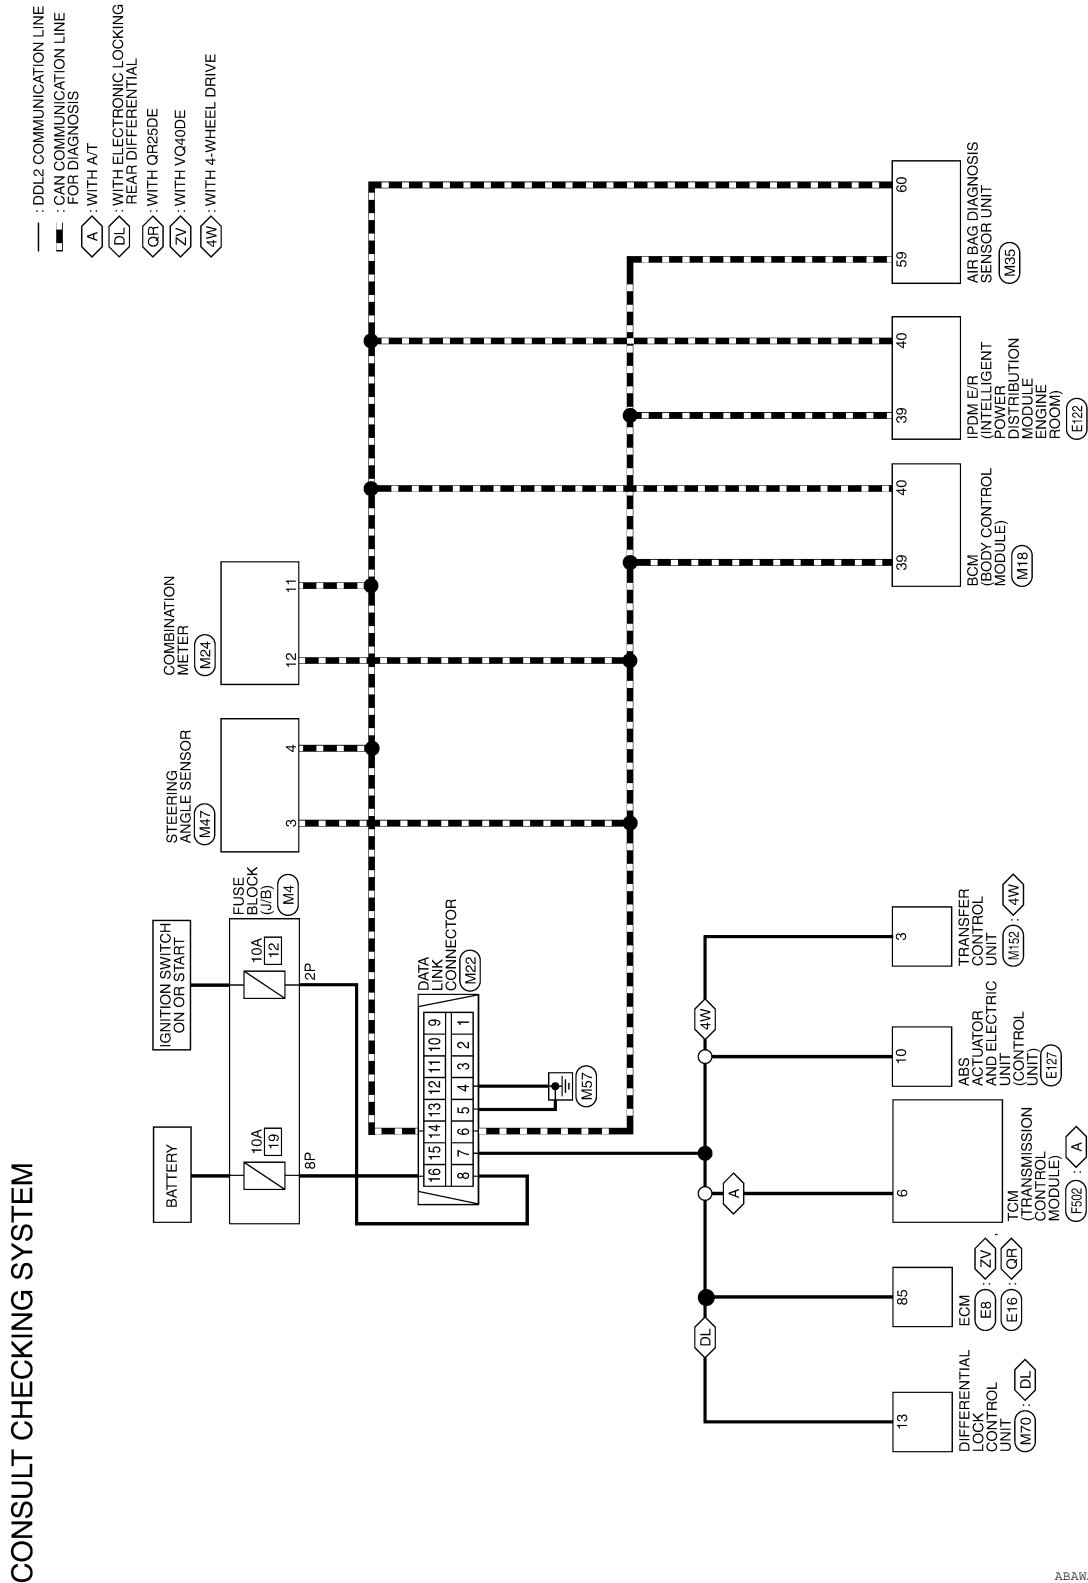 CONSULT CHECKING SYSTEM
: DDL2 COMMUNICATION LINE
: CAN COMMUNICATION LINE
FOR DIAGNOSIS
A : WITH A/T
DL : WITH ELECTRONIC LOCKING
REAR DIFFERENTIAL
QR : WITH QR25DE
ZV : WITH VQ40DE
4W : WITH 4-WHEEL DRIVE
BATTERY
IGNITION SWITCH
ON OR START
10A
19
8P
10A
12
2P
FUSE
BLOCK
(J/B)
M4
STEERING
ANGLE SENSOR
M47
3
4
COMBINATION
METER
M24
12
11
DATA
LINK
CONNECTOR
M22
16 15 14 13 12 11 10 9
8 7 6 5 4 3 2 1
M57
DL
A
4W
13
DIFFERENTIAL
LOCK
CONTROL
UNIT
M70 : DL
85
ECM
E8 : ZV ,
E16 : QR
6
TCM
(TRANSMISSION
CONTROL
MODULE)
F502 : A
10
ABS
ACTUATOR
AND ELECTRIC
UNIT
(CONTROL
UNIT)
E127
3
TRANSFER
CONTROL
UNIT
M152 : 4W
39
40
BCM
(BODY CONTROL
MODULE)
M18
39
40
IPDM E/R
(INTELLIGENT
POWER
DISTRIBUTION
MODULE
ENGINE
ROOM)
E122
59
60
AIR BAG DIAGNOSIS
SENSOR UNIT
M35
ABAW